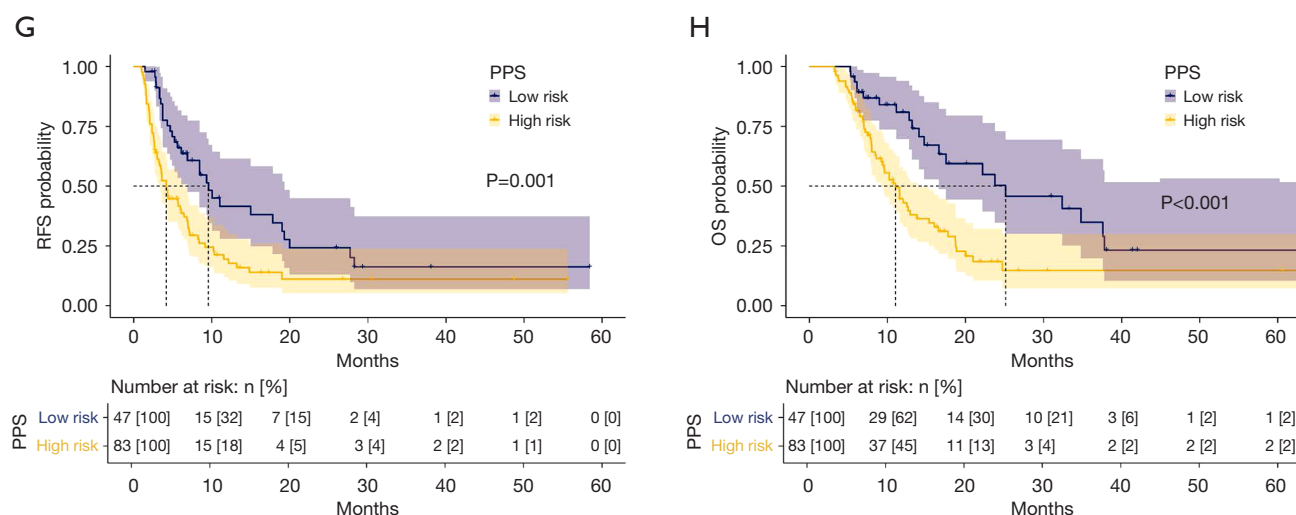 G
1.00
0.75
0.50
0.25
0.00
RFS probability
PPS
Low risk
High risk
P=0.001
0 10 20 30 40 50 60
Months
Number at risk: n [%]
PPS
Low risk 47 [100] 15 [32] 7 [15] 2 [4] 1 [2] 1 [2] 0 [0]
High risk 83 [100] 15 [18] 4 [5] 3 [4] 2 [2] 1 [1] 0 [0]
0 10 20 30 40 50 60
Months
H
1.00
0.75
0.50
0.25
0.00
OS probability
PPS
Low risk
High risk
P<0.001
0 10 20 30 40 50 60
Months
Number at risk: n [%]
PPS
Low risk 47 [100] 29 [62] 14 [30] 10 [21] 3 [6] 1 [2] 1 [2]
High risk 83 [100] 37 [45] 11 [13] 3 [4] 2 [2] 2 [2] 2 [2]
0 10 20 30 40 50 60
Months